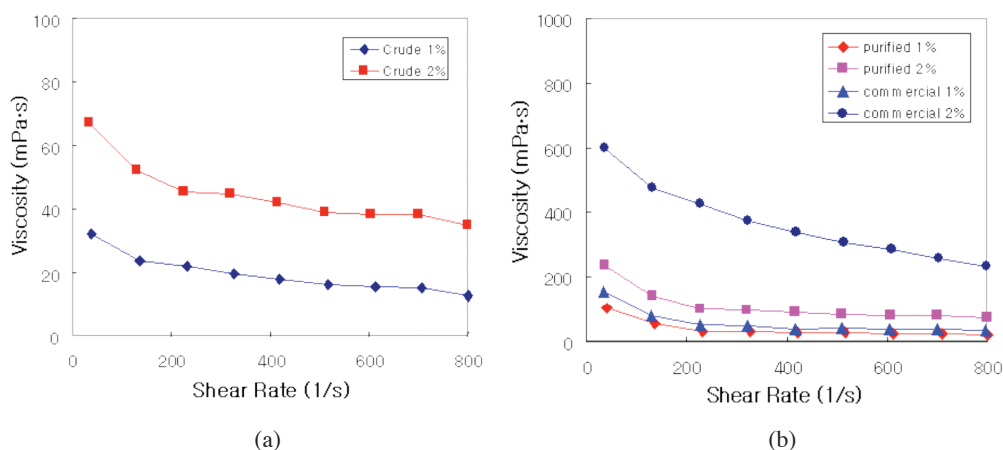 100
80
60
40
20
0
Viscosity (mPa·s)
Crude 1%
Crude 2%
0 200 400 600 800
Shear Rate (1/s)
(a)
1000
800
600
400
200
0
Viscosity (mPa·s)
purified 1%
purified 2%
commercial 1%
commercial 2%
0 200 400 600 800
Shear Rate (1/s)
(b)